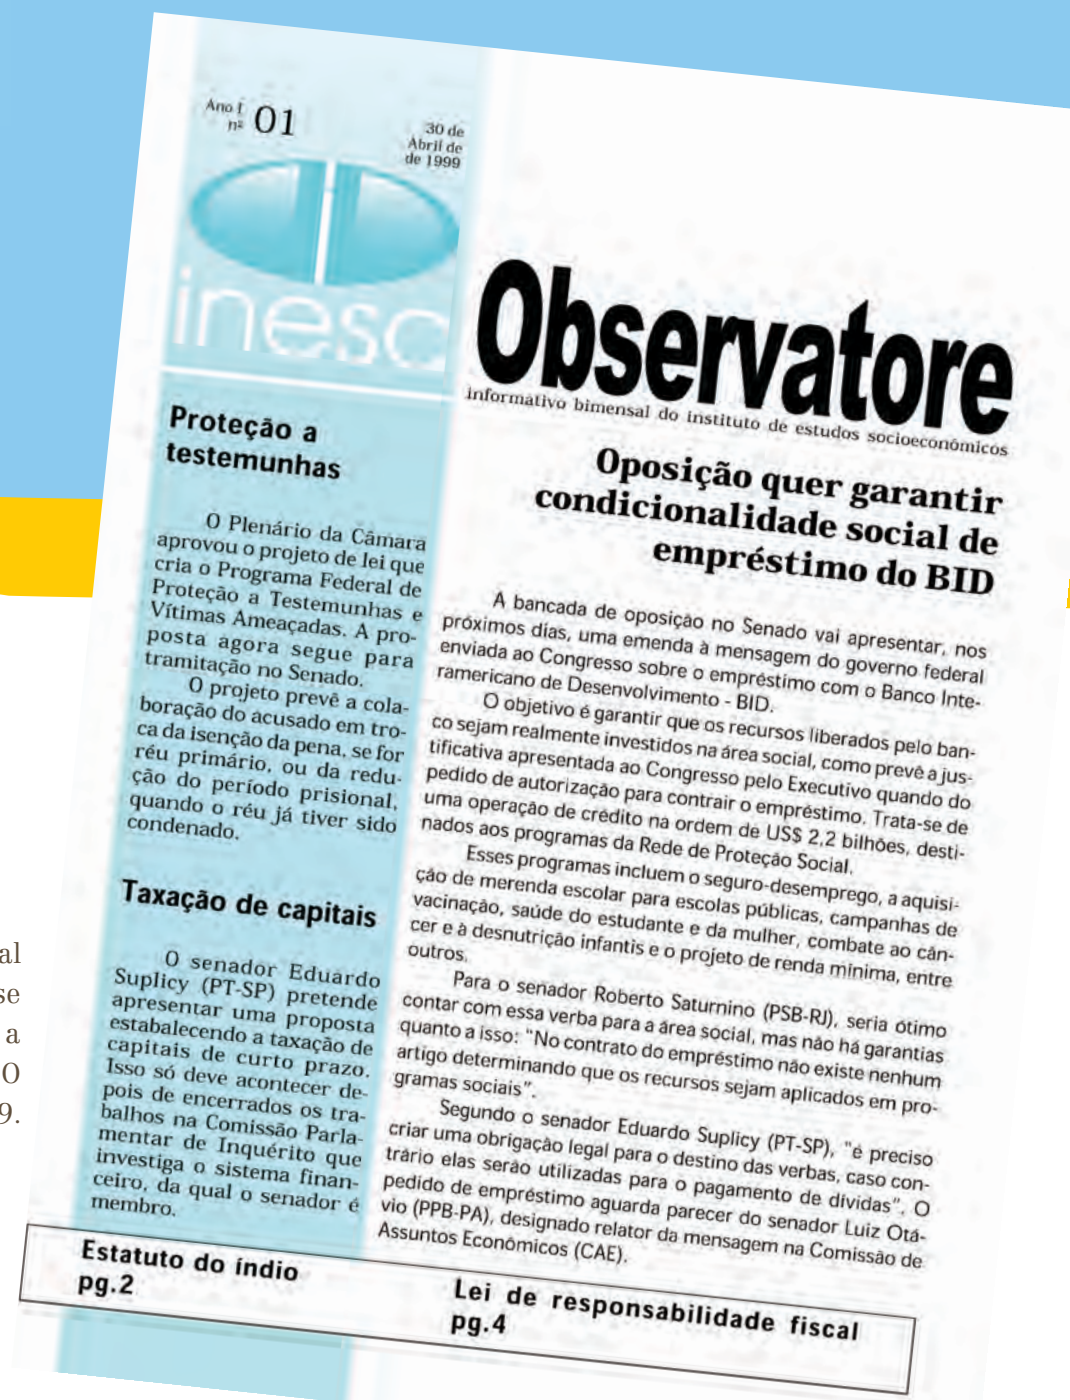 Ano I
nº 01
30 de
Abril de
de 1999
inesc
Observatore
informativo bimensal do instituto de estudos socioeconômicos
Proteção a
testemunhas
O Plenário da Câmara
aprovou o projeto de lei que
cria o Programa Federal de
Proteção a Testemunhas e
Vítimas Ameaçadas. A pro-
posta agora segue para
tramitação no Senado.
O projeto prevê a cola-
boração do acusado em tro-
ca da isenção da pena, se for
réu primário, ou da redu-
ção do período prisional,
quando o réu já tiver sido
condenado.
Taxação de capitais
O senador Eduardo
Suplicy (PT-SP) pretende
apresentar uma proposta
estabalecendo a taxação de
capitais de curto prazo.
Isso só deve acontecer de-
pois de encerrados os tra-
balhos na Comissão Parla-
mentar de Inquérito que
investiga o sistema finan-
ceiro, da qual o senador é
membro.
Oposição quer garantir
condicionalidade social de
empréstimo do BID
A bancada de oposição no Senado vai apresentar, nos
próximos dias, uma emenda à mensagem do governo federal
enviada ao Congresso sobre o empréstimo com o Banco Inte-
ramericano de Desenvolvimento - BID.
O objetivo é garantir que os recursos liberados pelo ban-
co sejam realmente investidos na área social, como prevê a jus-
tificativa apresentada ao Congresso pelo Executivo quando do
pedido de autorização para contrair o empréstimo. Trata-se de
uma operação de crédito na ordem de US$ 2,2 bilhões, desti-
nados aos programas da Rede de Proteção Social.
Esses programas incluem o seguro-desemprego, a aquisi-
ção de merenda escolar para escolas públicas, campanhas de
vacinação, saúde do estudante e da mulher, combate ao cân-
cer e à desnutrição infantis e o projeto de renda mínima, entre
outros.
Para o senador Roberto Saturnino (PSB-RJ), seria ótimo
contar com essa verba para a área social, mas não há garantias
quanto a isso: "No contrato do empréstimo não existe nenhum
artigo determinando que os recursos sejam aplicados em pro-
gramas sociais".
Segundo o senador Eduardo Suplicy (PT-SP), "é preciso
criar uma obrigação legal para o destino das verbas, caso con-
trário elas serão utilizadas para o pagamento de dívidas". O
pedido de empréstimo aguarda parecer do senador Luiz Otá-
vio (PPB-PA), designado relator da mensagem na Comissão de
Assuntos Econômicos (CAE).
Estatuto do índio
pg.2
Lei de responsabilidade fiscal
pg.4
al
se
a
O
9.